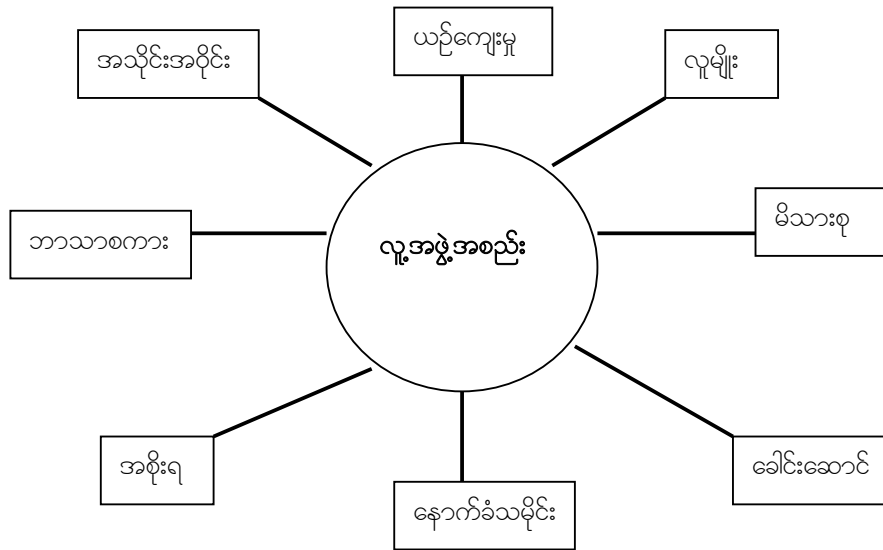 ယဉ်ကျေးမှု
အသိုင်းအဝိုင်း
လူမျိုး
မိသားစု
ဘာသာစကား
လူ့အဖွဲ့အစည်း
အစိုးရ
ခေါင်းဆောင်
နောက်ခံသမိုင်း